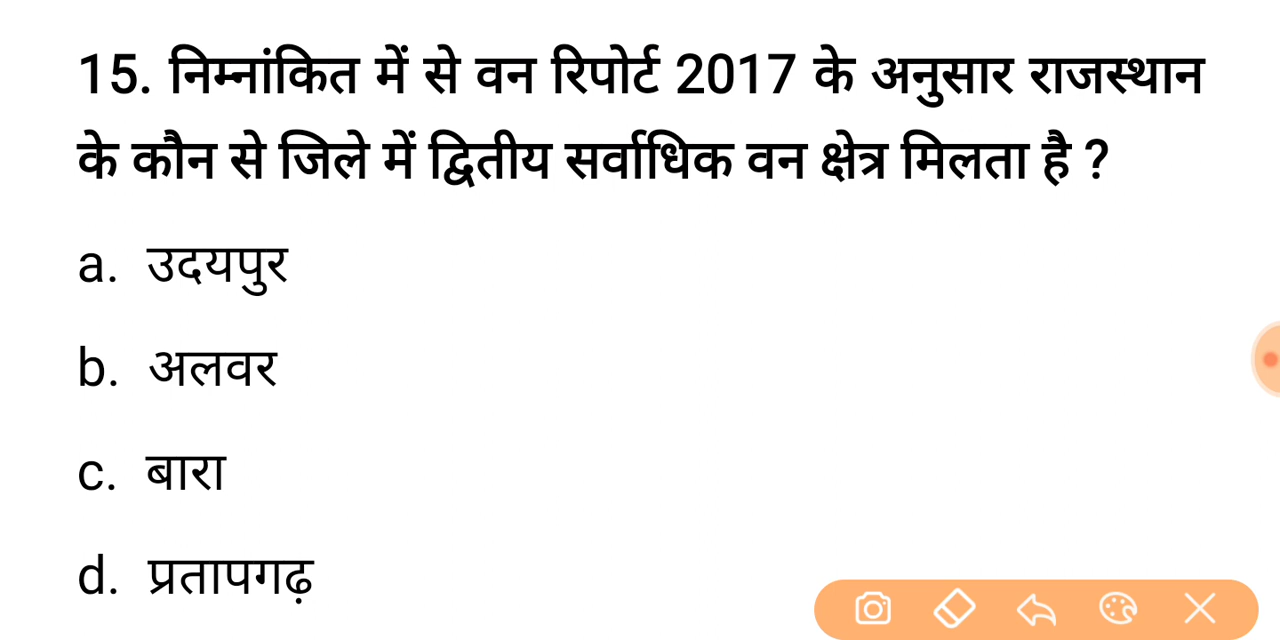 15. निम्नांकित में से वन रिपोर्ट 2017 के अनुसार राजस्थान
के कौन से जिले में द्वितीय सर्वाधिक वन क्षेत्र मिलता है ?
a. उदयपुर
b. अलवर
c. बारा
d. प्रतापगढ़